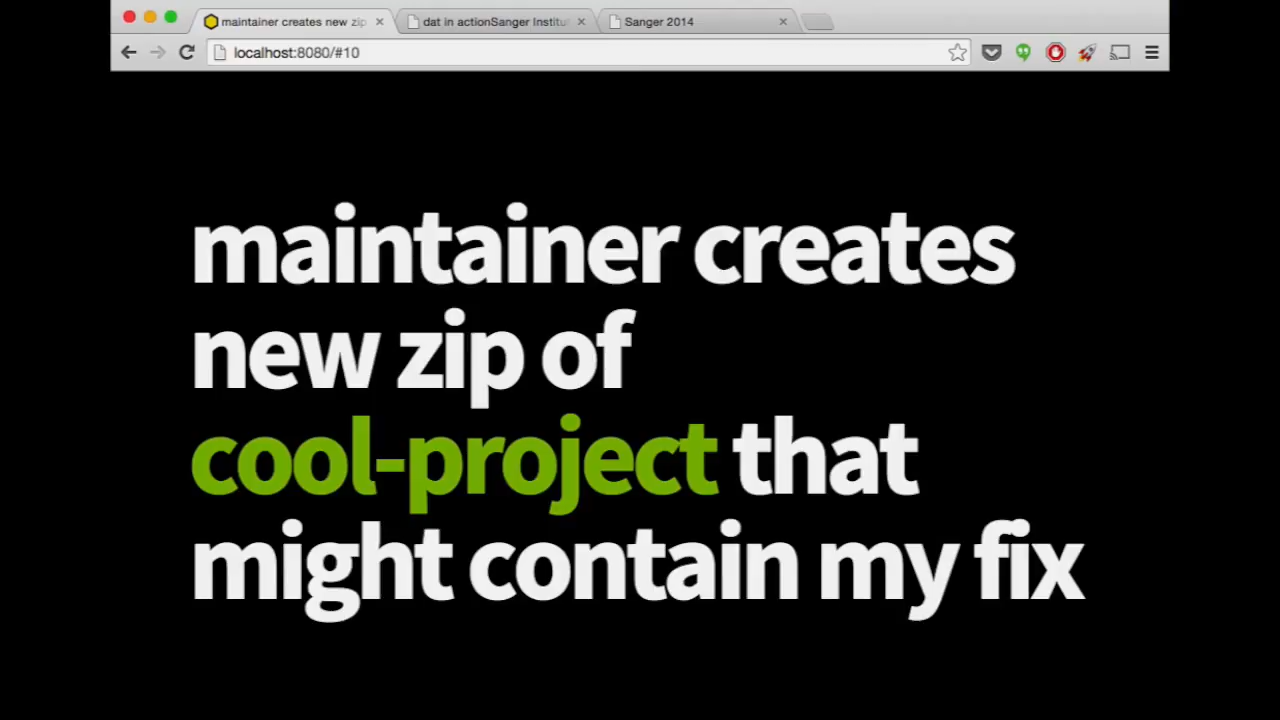 maintainer creates new zip
dat in actionSanger Institu
Sanger 2014
localhost:8080/#10
maintainer creates
new zip of
cool-project that
might contain my fix